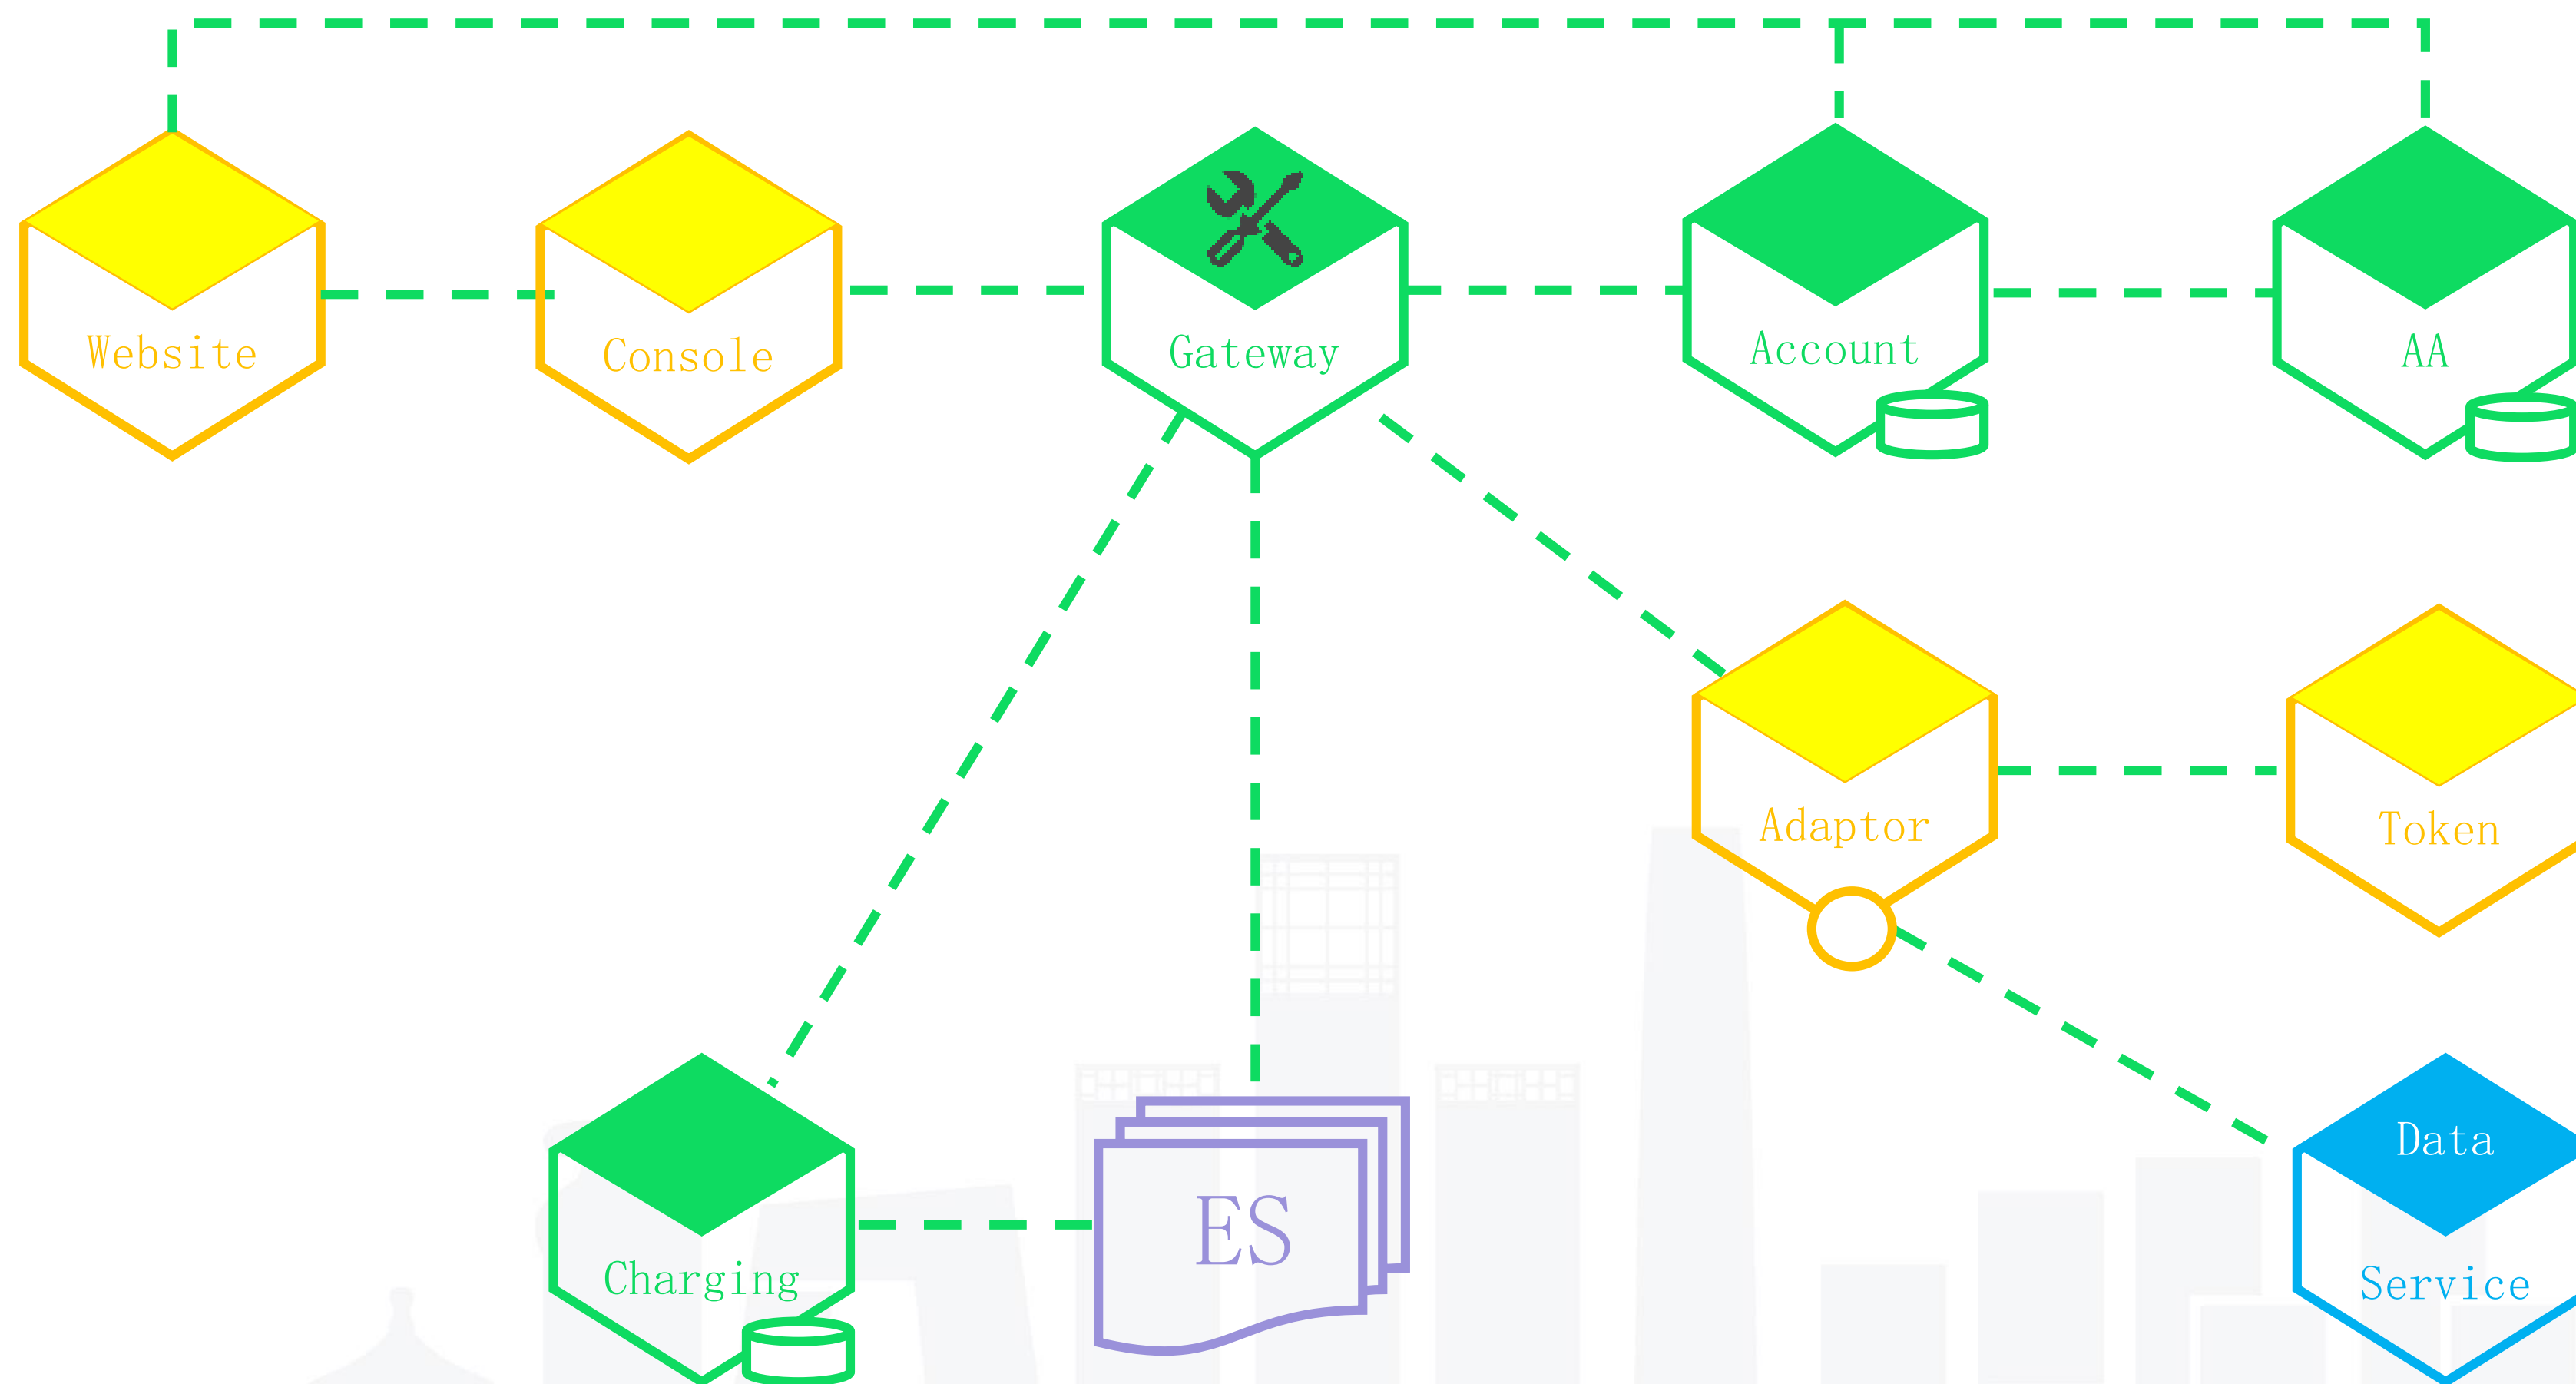 Website
Console
Gateway
Account
AA
Adaptor
Token
Charging
ES
Data
Service